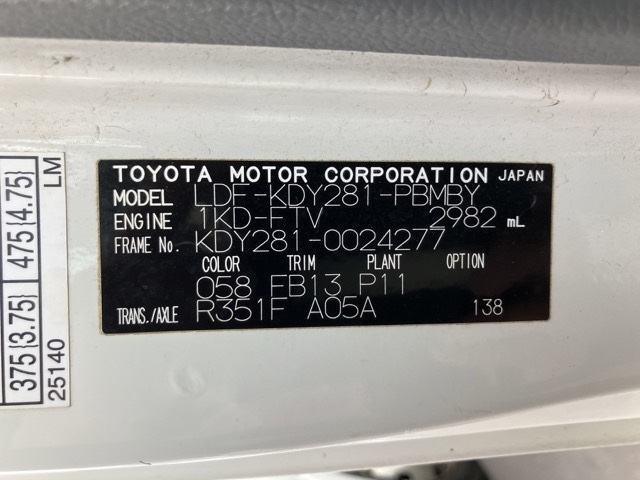 TOYOTA MOTOR CORPORATION JAPAN
MODEL LDF-KDY281-PBMBY
ENGINE 1KD-FTV 2982 mL
FRAME No. KDY281-0024277
COLOR TRIM PLANT OPTION
058 FB13 P11
TRANS./AXLE R351F A05A 138
375(3.75) 475(4.75)
25140 LM